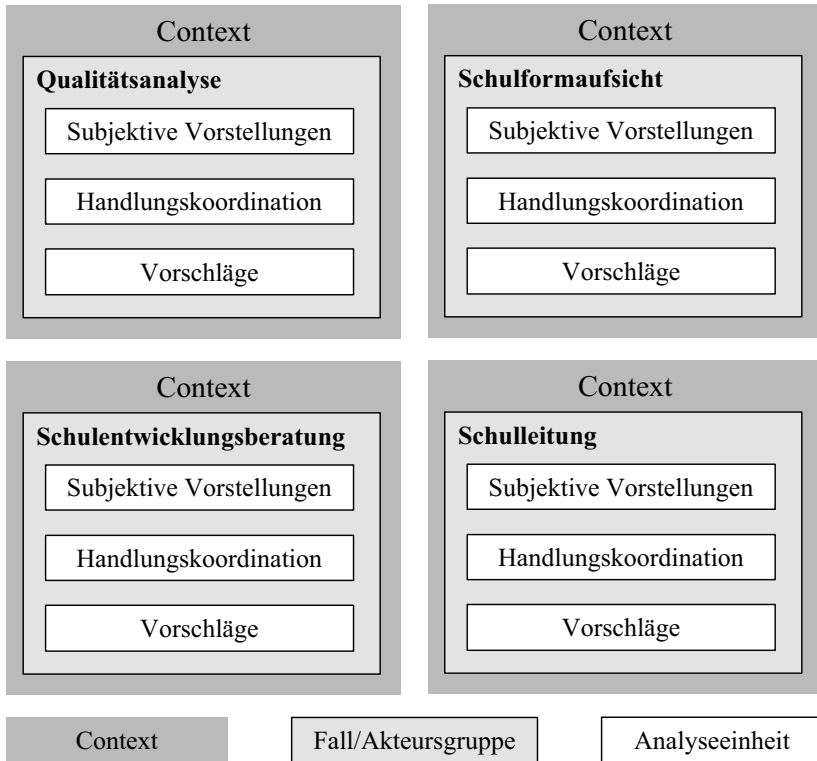 Context
Qualitätsanalyse
Subjektive Vorstellungen
Handlungskoordination
Vorschläge
Context
Schulformaufsicht
Subjektive Vorstellungen
Handlungskoordination
Vorschläge
Context
Schulentwicklungsberatung
Subjektive Vorstellungen
Handlungskoordination
Vorschläge
Context
Schulleitung
Subjektive Vorstellungen
Handlungskoordination
Vorschläge
Context
Fall/Akteursgruppe
Analyseeinheit